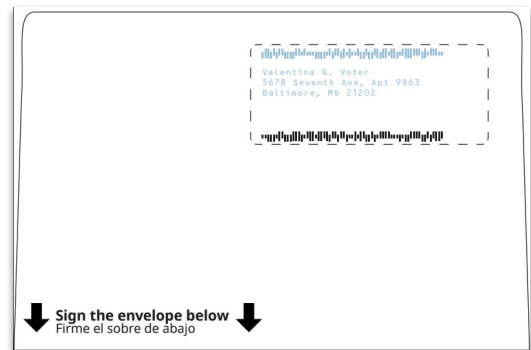 Valentina Q. Voter
5678 Seventh Ave, Apt 9863
Baltimore, MD 21202
Sign the envelope below
Firme el sobre de abajo